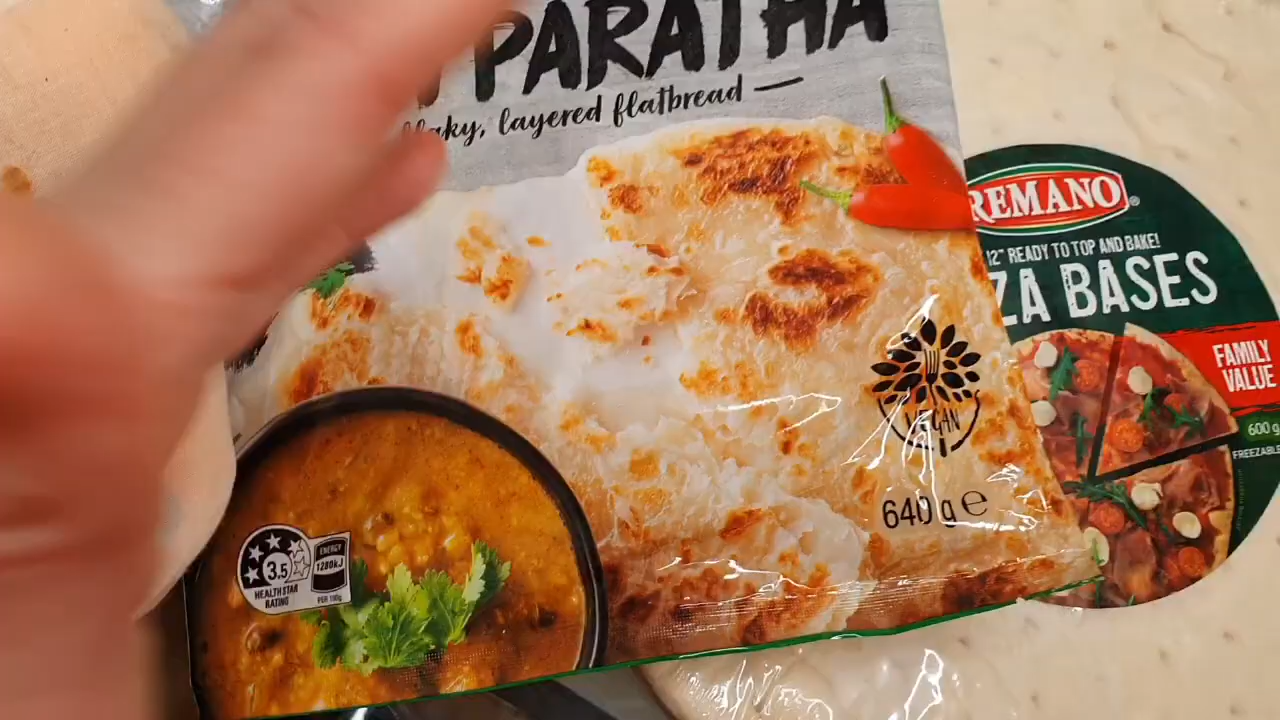 PARATHA
flaky, layered flatbread
REMANO®
12" READY TO TOP AND BAKE!
ZA BASES
FAMILY
VALUE
600 g
FREEZABLE
VEGAN
640 g e
3.5
HEALTH STAR
RATING
ENERGY
1280kJ
PER 100g